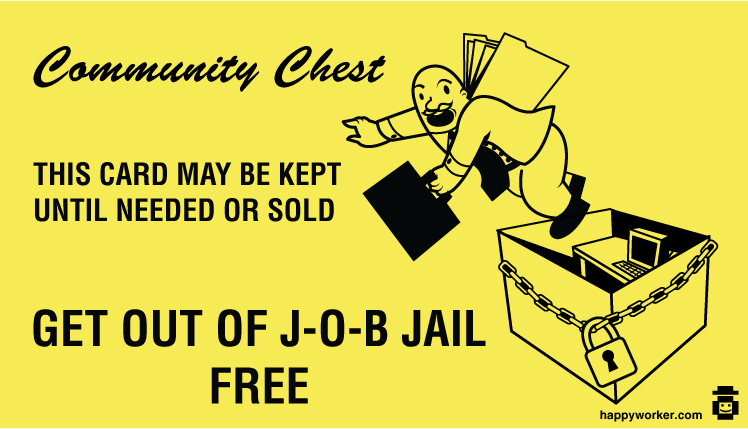 Community Chest
THIS CARD MAY BE KEPT
UNTIL NEEDED OR SOLD
GET OUT OF J-O-B JAIL
FREE
happyworker.com